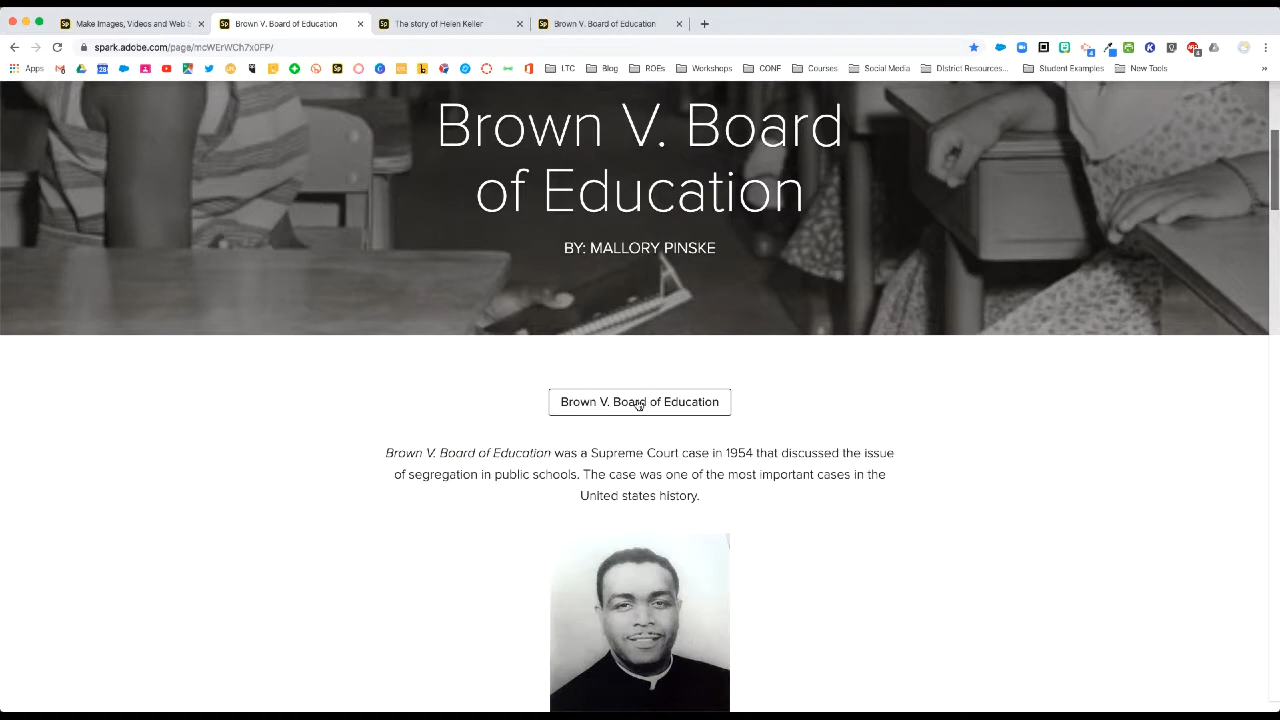 Make Images, Videos and Web S
Brown V. Board of Education
The story of Helen Keller
Brown V. Board of Education
spark.adobe.com/page/mcWErWCh7x0FP/
Apps
28
LTC
Blog
ROEs
Workshops
CONF
Courses
Social Media
District Resources...
Student Examples
New Tools
Brown V. Board
of Education
BY: MALLORY PINSKE
Brown V. Board of Education
Brown V. Board of Education was a Supreme Court case in 1954 that discussed the issue
of segregation in public schools. The case was one of the most important cases in the
United states history.